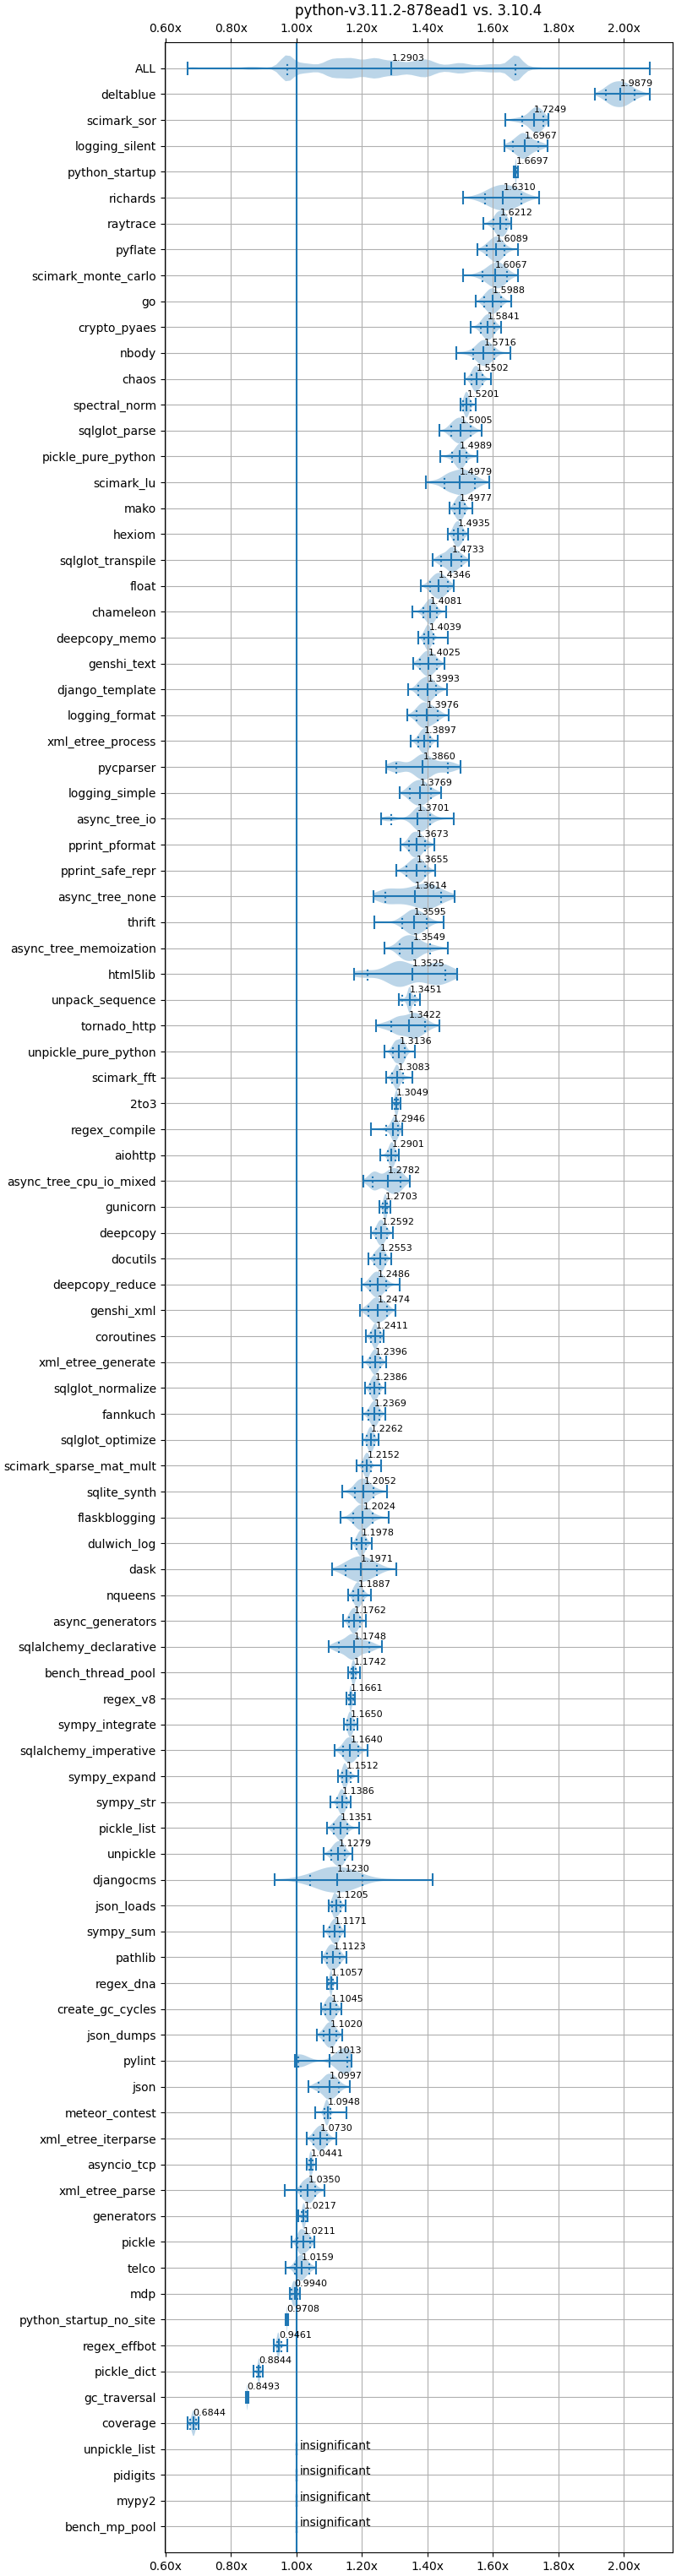 python-v3.11.2-878ead1 vs. 3.10.4
0.60x 0.80x 1.00x 1.20x 1.40x 1.60x 1.80x 2.00x
ALL 1.2903
deltablue 1.9879
scimark_sor 1.7249
logging_silent 1.6967
python_startup 1.6697
richards 1.6310
raytrace 1.6212
pyflate 1.6089
scimark_monte_carlo 1.6067
go 1.5988
crypto_pyaes 1.5841
nbody 1.5716
chaos 1.5502
spectral_norm 1.5201
sqlglot_parse 1.5005
pickle_pure_python 1.4989
scimark_lu 1.4979
mako 1.4977
hexiom 1.4935
sqlglot_transpile 1.4733
float 1.4346
chameleon 1.4081
deepcopy_memo 1.4039
genshi_text 1.4025
django_template 1.3993
logging_format 1.3976
xml_etree_process 1.3897
pycparser 1.3860
logging_simple 1.3769
async_tree_io 1.3701
pprint_pformat 1.3673
pprint_safe_repr 1.3655
async_tree_none 1.3614
thrift 1.3595
async_tree_memoization 1.3549
html5lib 1.3525
unpack_sequence 1.3451
tornado_http 1.3422
unpickle_pure_python 1.3136
scimark_fft 1.3083
2to3 1.3049
regex_compile 1.2946
aiohttp 1.2901
async_tree_cpu_io_mixed 1.2782
gunicorn 1.2703
deepcopy 1.2592
docutils 1.2553
deepcopy_reduce 1.2486
genshi_xml 1.2474
coroutines 1.2411
xml_etree_generate 1.2396
sqlglot_normalize 1.2386
fannkuch 1.2369
sqlglot_optimize 1.2262
scimark_sparse_mat_mult 1.2152
sqlite_synth 1.2052
flaskblogging 1.2024
dulwich_log 1.1978
dask 1.1971
nqueens 1.1887
async_generators 1.1762
sqlalchemy_declarative 1.1748
bench_thread_pool 1.1742
regex_v8 1.1661
sympy_integrate 1.1650
sqlalchemy_imperative 1.1640
sympy_expand 1.1512
sympy_str 1.1386
pickle_list 1.1351
unpickle 1.1279
djangocms 1.1230
json_loads 1.1205
sympy_sum 1.1171
pathlib 1.1123
regex_dna 1.1057
create_gc_cycles 1.1045
json_dumps 1.1020
pylint 1.1013
json 1.0997
meteor_contest 1.0948
xml_etree_iterparse 1.0730
asyncio_tcp 1.0441
xml_etree_parse 1.0350
generators 1.0217
pickle 1.0211
telco 1.0159
mdp 0.9940
python_startup_no_site 0.9708
regex_effbot 0.9461
pickle_dict 0.8844
gc_traversal 0.8493
coverage 0.6844
unpickle_list insignificant
pidigits insignificant
mypy2 insignificant
bench_mp_pool insignificant
0.60x 0.80x 1.00x 1.20x 1.40x 1.60x 1.80x 2.00x